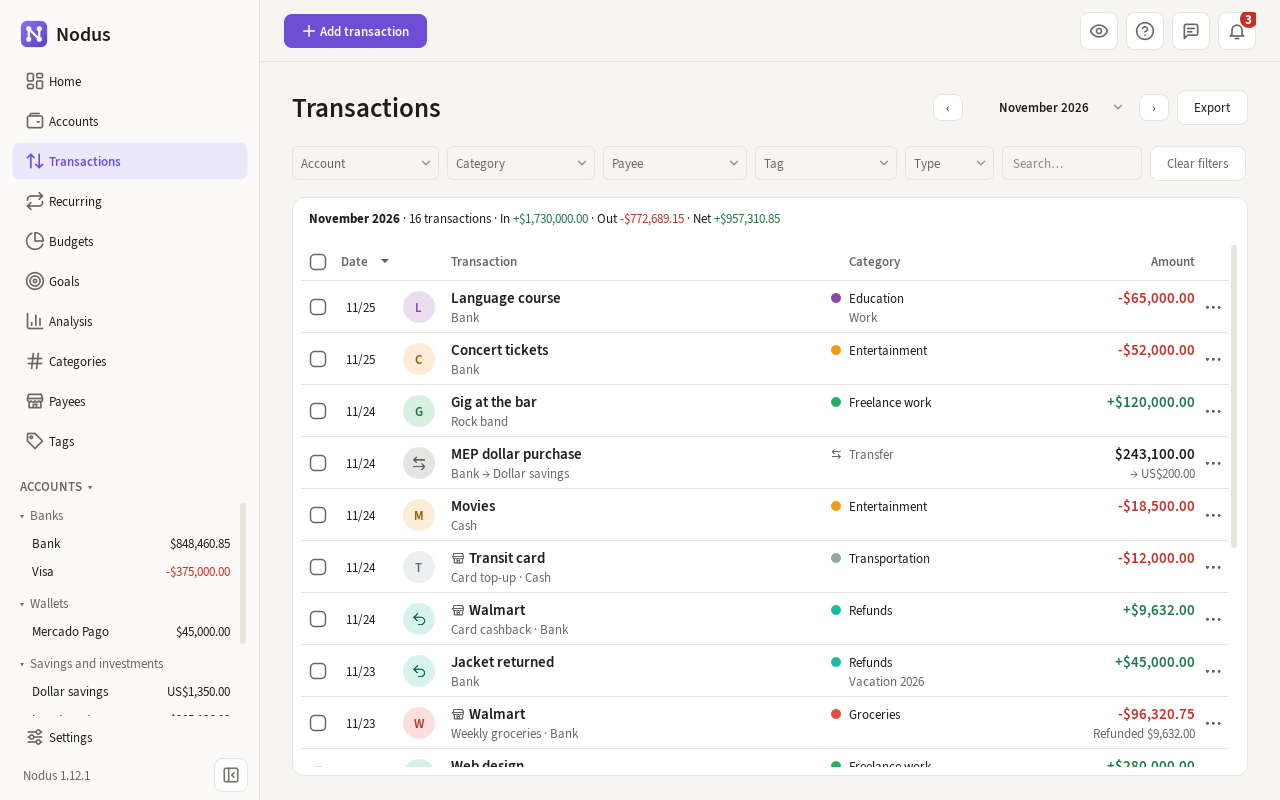 Nodus
Home
Accounts
Transactions
Recurring
Budgets
Goals
Analysis
Categories
Payees
Tags
ACCOUNTS
Banks
Bank $848,460.85
Visa -$375,000.00
Wallets
Mercado Pago $45,000.00
Savings and investments
Dollar savings US$1,350.00
Settings
Nodus 1.12.1
Add transaction
3
Transactions
‹ November 2026 › Export
Account Category Payee Tag Type Search… Clear filters
November 2026 · 16 transactions · In +$1,730,000.00 · Out -$772,689.15 · Net +$957,310.85
Date Transaction Category Amount
11/25 L Language course Education -$65,000.00 ...
Bank Work
11/25 C Concert tickets Entertainment -$52,000.00 ...
Bank
11/24 G Gig at the bar Freelance work +$120,000.00 ...
Rock band
11/24 MEP dollar purchase Transfer $243,100.00 ...
Bank → Dollar savings → US$200.00
11/24 M Movies Entertainment -$18,500.00 ...
Cash
11/24 T Transit card Transportation -$12,000.00 ...
Card top-up · Cash
11/24 Walmart Refunds +$9,632.00 ...
Card cashback · Bank
11/23 Jacket returned Refunds +$45,000.00 ...
Bank Vacation 2026
11/23 W Walmart Groceries -$96,320.75 ...
Weekly groceries · Bank Refunded $9,632.00
Web design Freelance work +$280,000.00